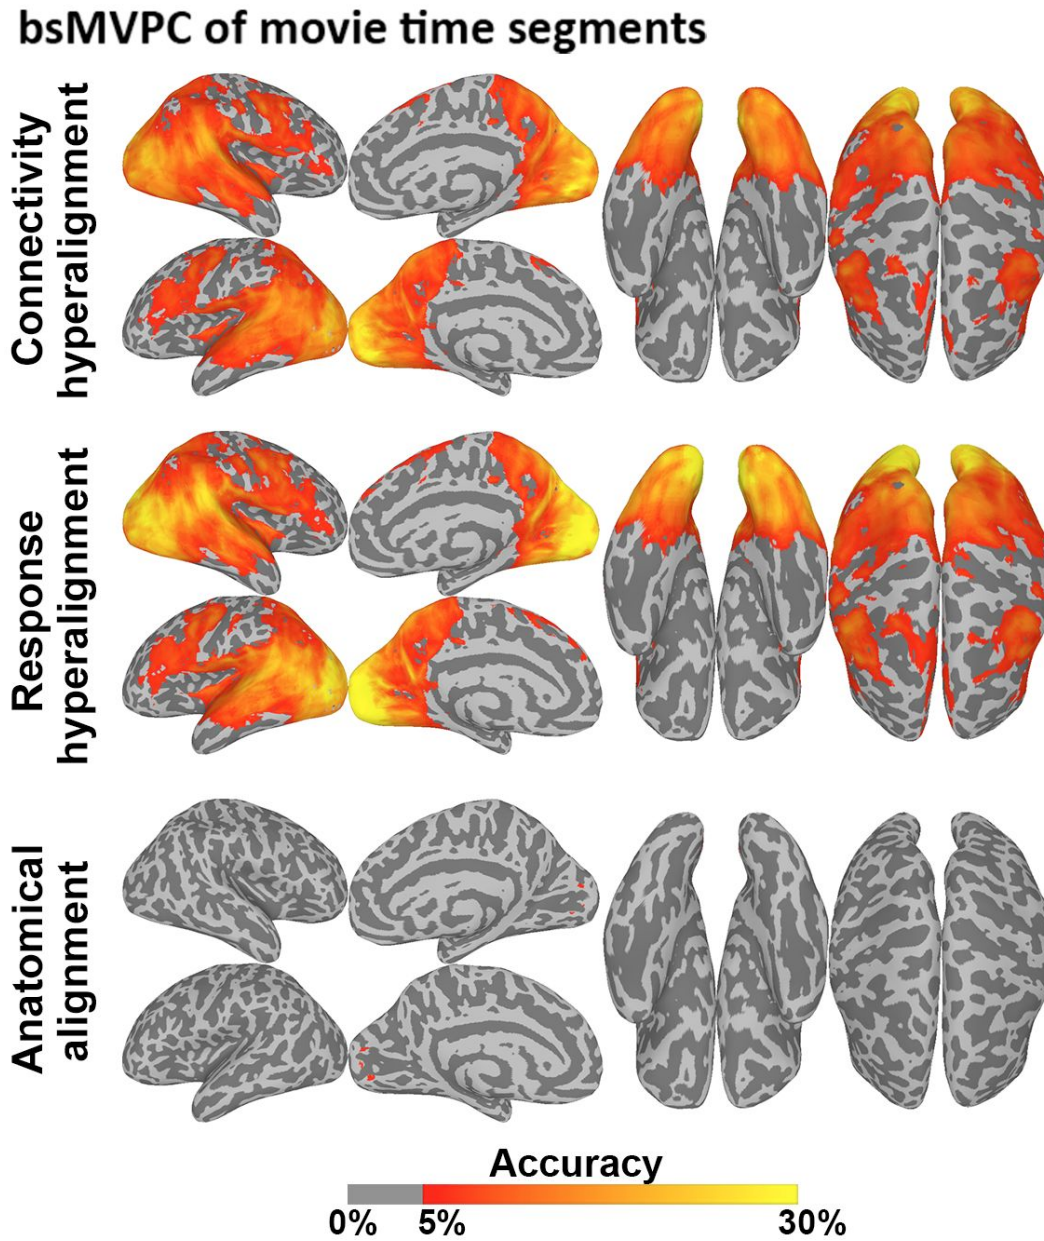 bsMVPC of movie time segments
Connectivity
hyperalignment
Response
hyperalignment
Anatomical
alignment
Accuracy
0% 5% 30%